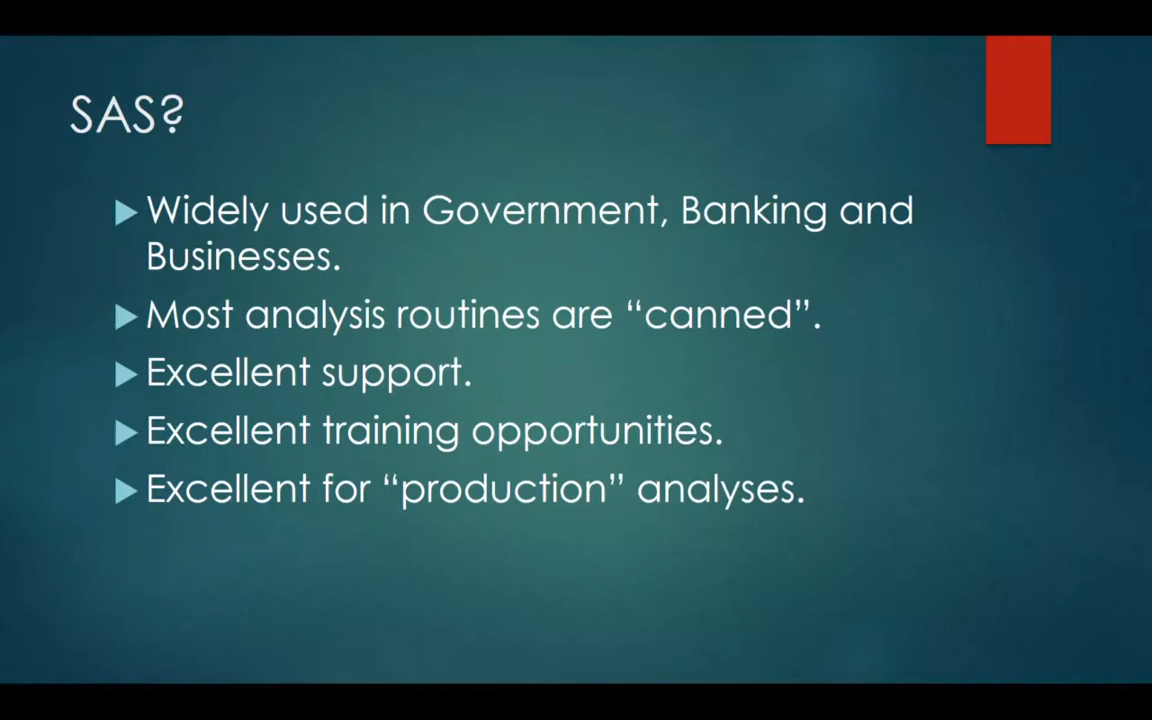 SAS?
Widely used in Government, Banking and
Businesses.
Most analysis routines are “canned”.
Excellent support.
Excellent training opportunities.
Excellent for “production” analyses.